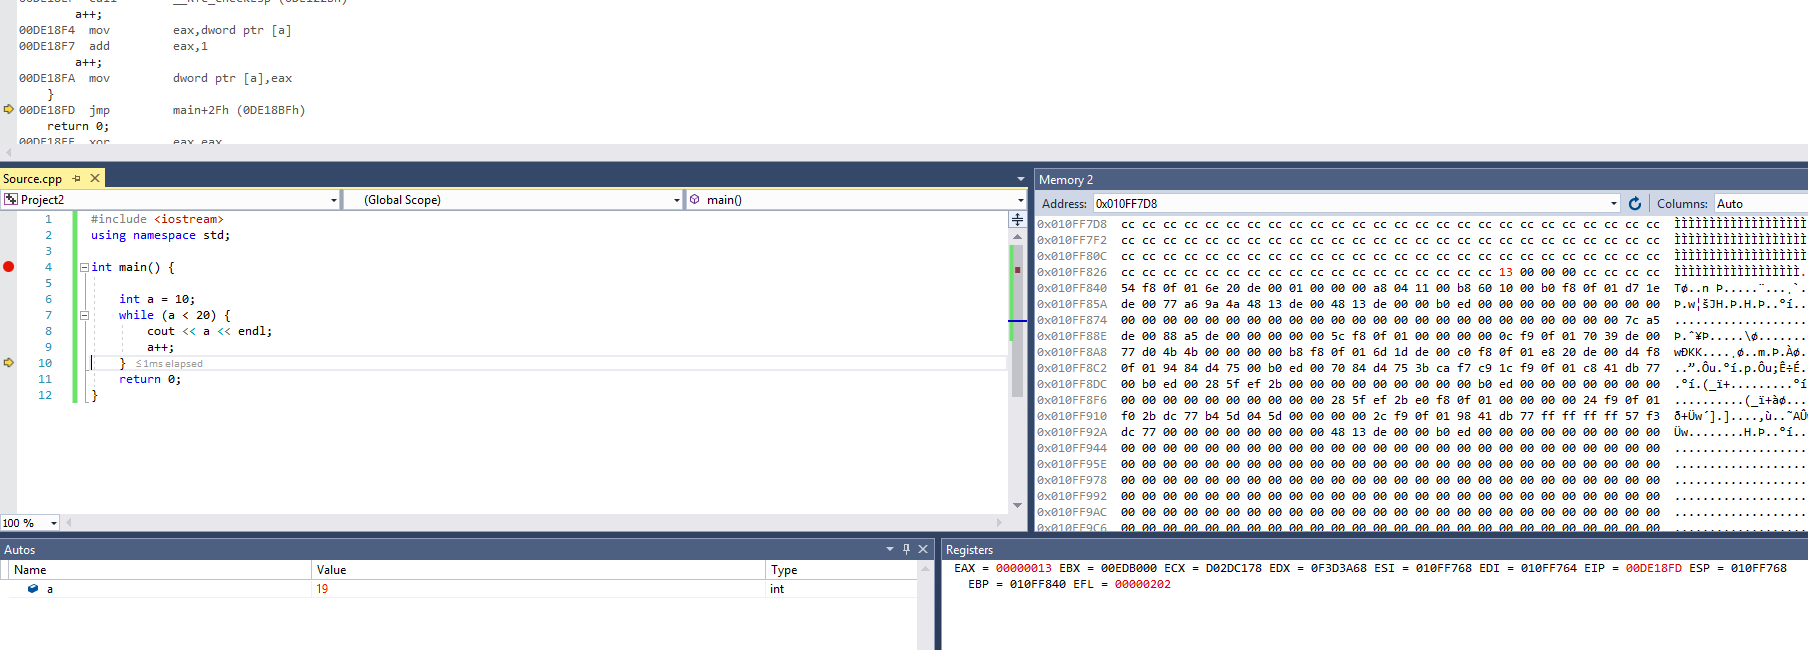 a++;
00DE18F4 mov eax,dword ptr [a]
00DE18F7 add eax,1
a++;
00DE18FA mov dword ptr [a],eax
}
00DE18FD jmp main+2Fh (0DE18BFh)
return 0;
Source.cpp
Project2 (Global Scope) main()
1 #include <iostream>
2 using namespace std;
3
4 int main() {
5
6 int a = 10;
7 while (a < 20) {
8 cout << a << endl;
9 a++;
10 } ≤1ms elapsed
11 return 0;
12 }
100 %
Memory 2
Address: 0x010FF7D8 Columns: Auto
0x010FF7D8 cc cc cc cc cc cc cc cc cc cc cc cc cc cc cc cc cc cc cc cc cc cc cc cc cc cc ÌÌÌÌÌÌÌÌÌÌÌÌÌÌÌÌÌÌÌ
0x010FF7F2 cc cc cc cc cc cc cc cc cc cc cc cc cc cc cc cc cc cc cc cc cc cc cc cc cc cc ÌÌÌÌÌÌÌÌÌÌÌÌÌÌÌÌÌÌÌ
0x010FF80C cc cc cc cc cc cc cc cc cc cc cc cc cc cc cc cc cc cc cc cc cc cc cc cc cc cc ÌÌÌÌÌÌÌÌÌÌÌÌÌÌÌÌÌÌÌ
0x010FF826 cc cc cc cc cc cc cc cc cc cc cc cc cc cc cc cc cc cc 13 00 00 00 cc cc cc cc ÌÌÌÌÌÌÌÌÌÌÌÌÌÌÌÌÌÌ.
0x010FF840 54 f8 0f 01 6e 20 de 00 01 00 00 00 a8 04 11 00 b8 60 10 00 b0 f8 0f 01 d7 1e Tø..n Þ.....¨...¸`.
0x010FF85A de 00 77 a6 9a 4a 48 13 de 00 48 13 de 00 00 b0 ed 00 00 00 00 00 00 00 00 00 Þ.w¦šJH.Þ.H.Þ..°í..
0x010FF874 00 00 00 00 00 00 00 00 00 00 00 00 00 00 00 00 00 00 00 00 00 00 00 00 7c a5 ...................
0x010FF88E de 00 88 a5 de 00 00 00 00 00 5c f8 0f 01 00 00 00 00 0c f9 0f 01 70 39 de 00 Þ.ˆ¥Þ.....\ø.......
0x010FF8A8 77 d0 4b 4b 00 00 00 00 b8 f8 0f 01 6d 1d de 00 c0 f8 0f 01 e8 20 de 00 d4 f8 wÐKK....¸ø..m.Þ.Àø.
0x010FF8C2 0f 01 94 84 d4 75 00 b0 ed 00 70 84 d4 75 3b ca f7 c9 1c f9 0f 01 c8 41 db 77 ..”.Ôu.°í.p.Ôu;Ê÷É.
0x010FF8DC 00 b0 ed 00 28 5f ef 2b 00 00 00 00 00 00 00 00 00 b0 ed 00 00 00 00 00 00 00 .°í.(_ï+.........°í
0x010FF8F6 00 00 00 00 00 00 00 00 00 00 28 5f ef 2b e0 f8 0f 01 00 00 00 00 24 f9 0f 01 ..........(_ï+àø...
0x010FF910 f0 2b dc 77 b4 5d 04 5d 00 00 00 00 2c f9 0f 01 98 41 db 77 ff ff ff ff 57 f3 ð+Üw´].]....,ù..˜AÛ
0x010FF92A dc 77 00 00 00 00 00 00 00 00 48 13 de 00 00 b0 ed 00 00 00 00 00 00 00 00 00 Üw........H.Þ..°í..
0x010FF944 00 00 00 00 00 00 00 00 00 00 00 00 00 00 00 00 00 00 00 00 00 00 00 00 00 00 ...................
0x010FF95E 00 00 00 00 00 00 00 00 00 00 00 00 00 00 00 00 00 00 00 00 00 00 00 00 00 00 ...................
0x010FF978 00 00 00 00 00 00 00 00 00 00 00 00 00 00 00 00 00 00 00 00 00 00 00 00 00 00 ...................
0x010FF992 00 00 00 00 00 00 00 00 00 00 00 00 00 00 00 00 00 00 00 00 00 00 00 00 00 00 ...................
0x010FF9AC 00 00 00 00 00 00 00 00 00 00 00 00 00 00 00 00 00 00 00 00 00 00 00 00 00 00 ...................
0x010FF9C6 00 00 00 00 00 00 00 00 00 00 00 00 00 00 00 00 00 00 00 00 00 00 00 00 00 00
Autos
Name Value Type
a 19 int
Registers
EAX = 00000013 EBX = 00EDB000 ECX = D02DC178 EDX = 0F3D3A68 ESI = 010FF768 EDI = 010FF764 EIP = 00DE18FD ESP = 010FF768
EBP = 010FF840 EFL = 00000202